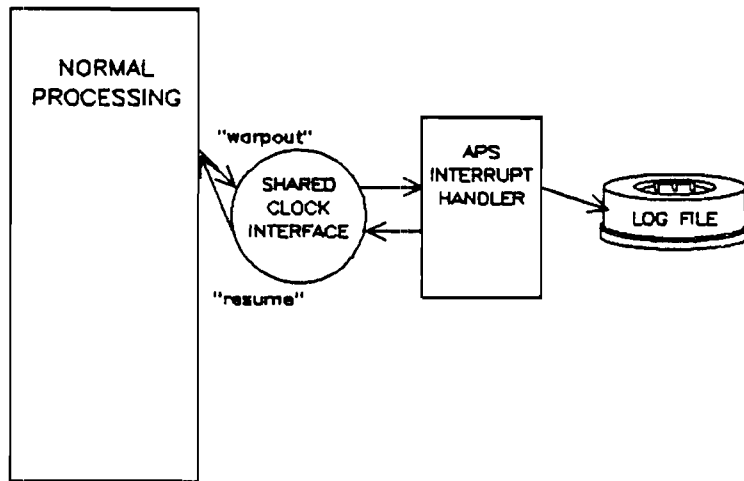 NORMAL
PROCESSING
"warpout"
SHARED
CLOCK
INTERFACE
"resume"
APS
INTERRUPT
HANDLER
LOG FILE